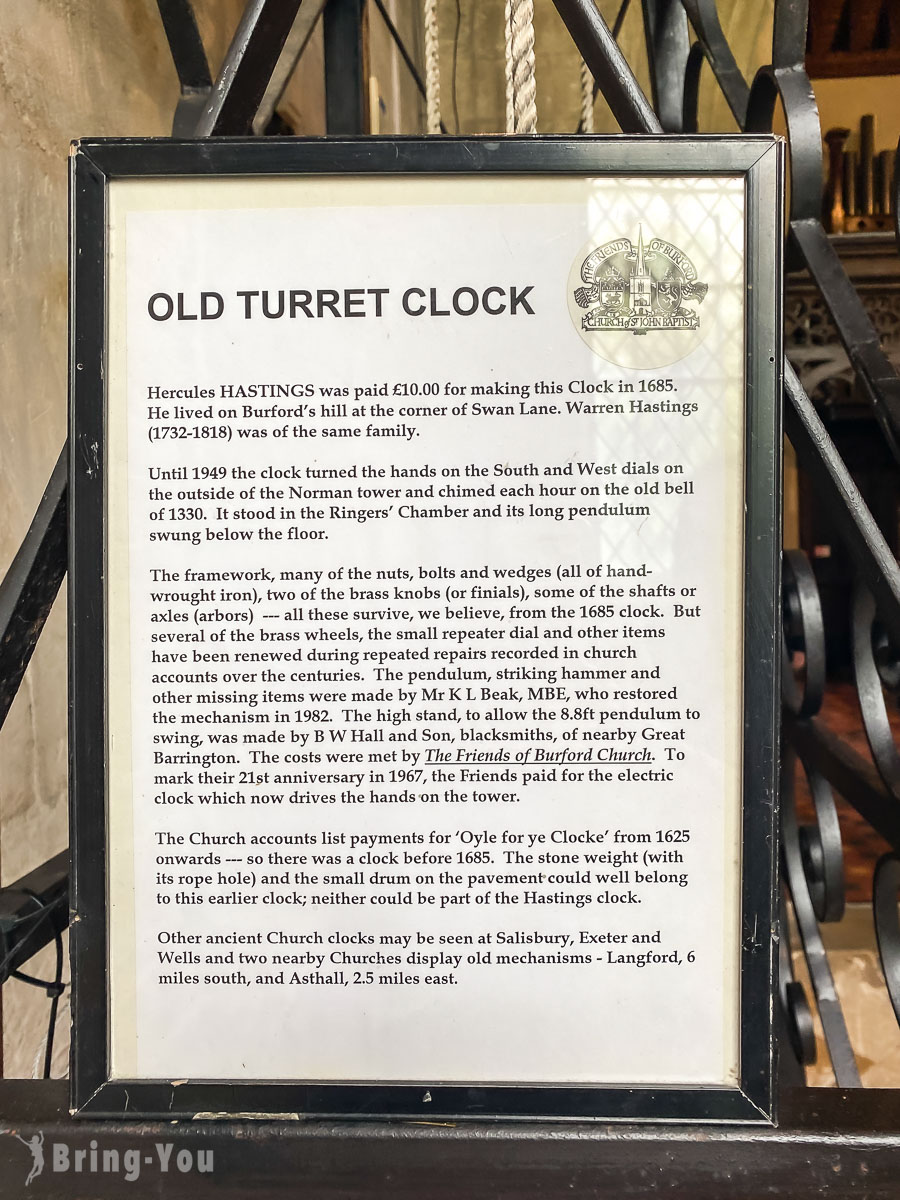 THE FRIENDS OF BURFORD
CHURCH of ST JOHN BAPTIST
OLD TURRET CLOCK
Hercules HASTINGS was paid £10.00 for making this Clock in 1685.
He lived on Burford's hill at the corner of Swan Lane. Warren Hastings
(1732-1818) was of the same family.
Until 1949 the clock turned the hands on the South and West dials on
the outside of the Norman tower and chimed each hour on the old bell
of 1330. It stood in the Ringers' Chamber and its long pendulum
swung below the floor.
The framework, many of the nuts, bolts and wedges (all of hand-
wrought iron), two of the brass knobs (or finials), some of the shafts or
axles (arbors) --- all these survive, we believe, from the 1685 clock. But
several of the brass wheels, the small repeater dial and other items
have been renewed during repeated repairs recorded in church
accounts over the centuries. The pendulum, striking hammer and
other missing items were made by Mr K L Beak, MBE, who restored
the mechanism in 1982. The high stand, to allow the 8.8ft pendulum to
swing, was made by B W Hall and Son, blacksmiths, of nearby Great
Barrington. The costs were met by The Friends of Burford Church. To
mark their 21st anniversary in 1967, the Friends paid for the electric
clock which now drives the hands on the tower.
The Church accounts list payments for 'Oyle for ye Clocke' from 1625
onwards --- so there was a clock before 1685. The stone weight (with
its rope hole) and the small drum on the pavement could well belong
to this earlier clock; neither could be part of the Hastings clock.
Other ancient Church clocks may be seen at Salisbury, Exeter and
Wells and two nearby Churches display old mechanisms - Langford, 6
miles south, and Asthall, 2.5 miles east.
Bring-You